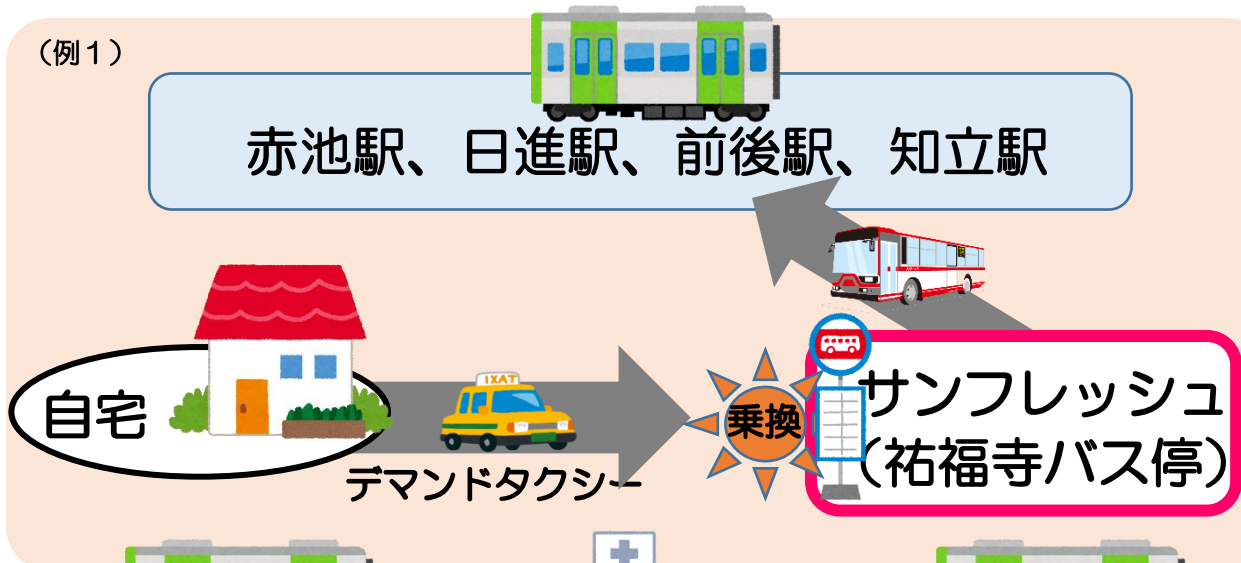 （例１）
赤池駅、日進駅、前後駅、知立駅
自宅
IXAT
デマンドタクシー
乗換
サンフレッシュ
（祐福寺バス停）